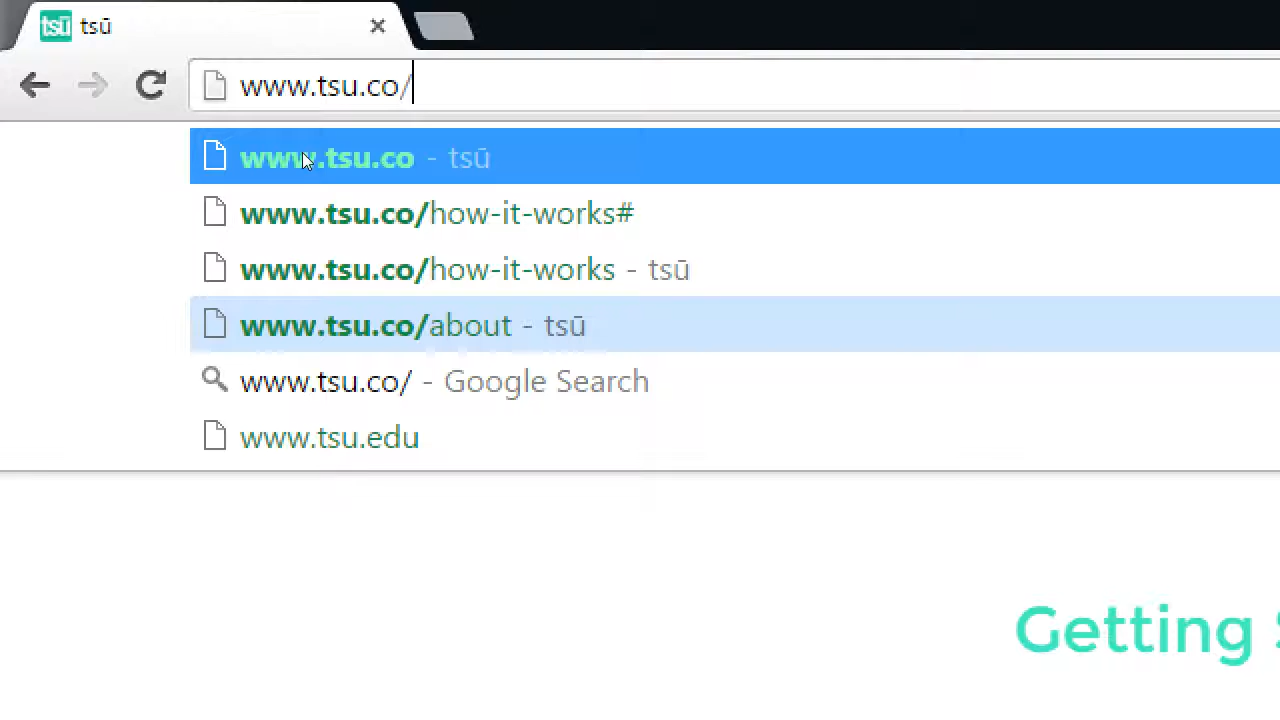 tsū tsū
www.tsu.co/
www.tsu.co - tsū
www.tsu.co/how-it-works#
www.tsu.co/how-it-works - tsū
www.tsu.co/about - tsū
www.tsu.co/ - Google Search
www.tsu.edu
Getting